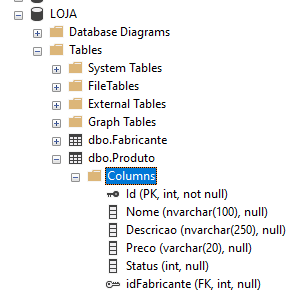 LOJA
Database Diagrams
Tables
System Tables
FileTables
External Tables
Graph Tables
dbo.Fabricante
dbo.Produto
Columns
Id (PK, int, not null)
Nome (nvarchar(100), null)
Descricao (nvarchar(250), null)
Preco (varchar(20), null)
Status (int, null)
idFabricante (FK, int, null)